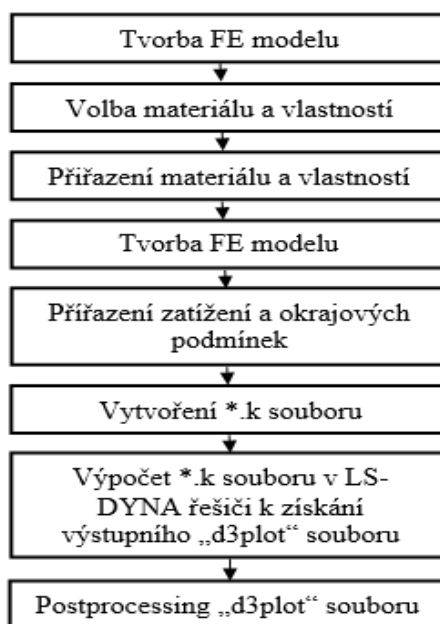 Tvorba FE modelu
Volba materiálu a vlastností
Přiřazení materiálu a vlastností
Tvorba FE modelu
Přířazení zatížení a okrajových
podmínek
Vytvoření *.k souboru
Výpočet *.k souboru v LS-
DYNA řešiči k získání
výstupního „d3plot“ souboru
Postprocessing „d3plot“ souboru